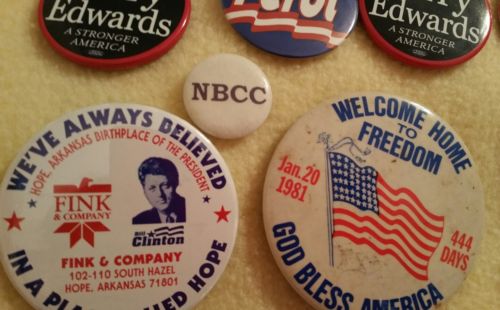 Edwards
A STRONGER
AMERICA
Edwards
A STRONGER
AMERICA
NBCC
WE'VE ALWAYS BELIEVED
HOPE, ARKANSAS BIRTHPLACE OF THE PRESIDENT
FINK
& COMPANY
Bill
Clinton
FINK & COMPANY
102-110 SOUTH HAZEL
HOPE, ARKANSAS 71801
IN A HOPE
WELCOME HOME
TO
FREEDOM
Jan. 20
1981
444
DAYS
GOD BLESS AMERICA